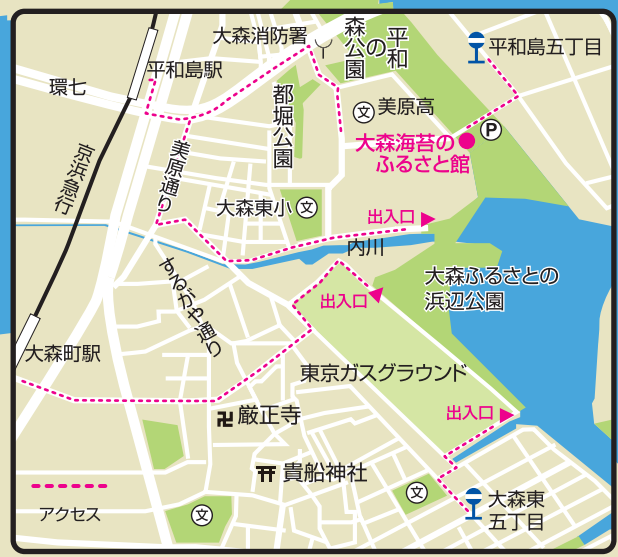 大森消防署
平和の森公園
平和島五丁目
平和島駅
環七
都堀公園
文
美原高
P
大森海苔の
ふるさと館
京浜急行
美原通り
大森東小
文
出入口
内川
大森ふるさとの
浜辺公園
するがや通り
出入口
大森町駅
東京ガスグラウンド
出入口
卍
厳正寺
貴船神社
文
大森東
五丁目
アクセス
文